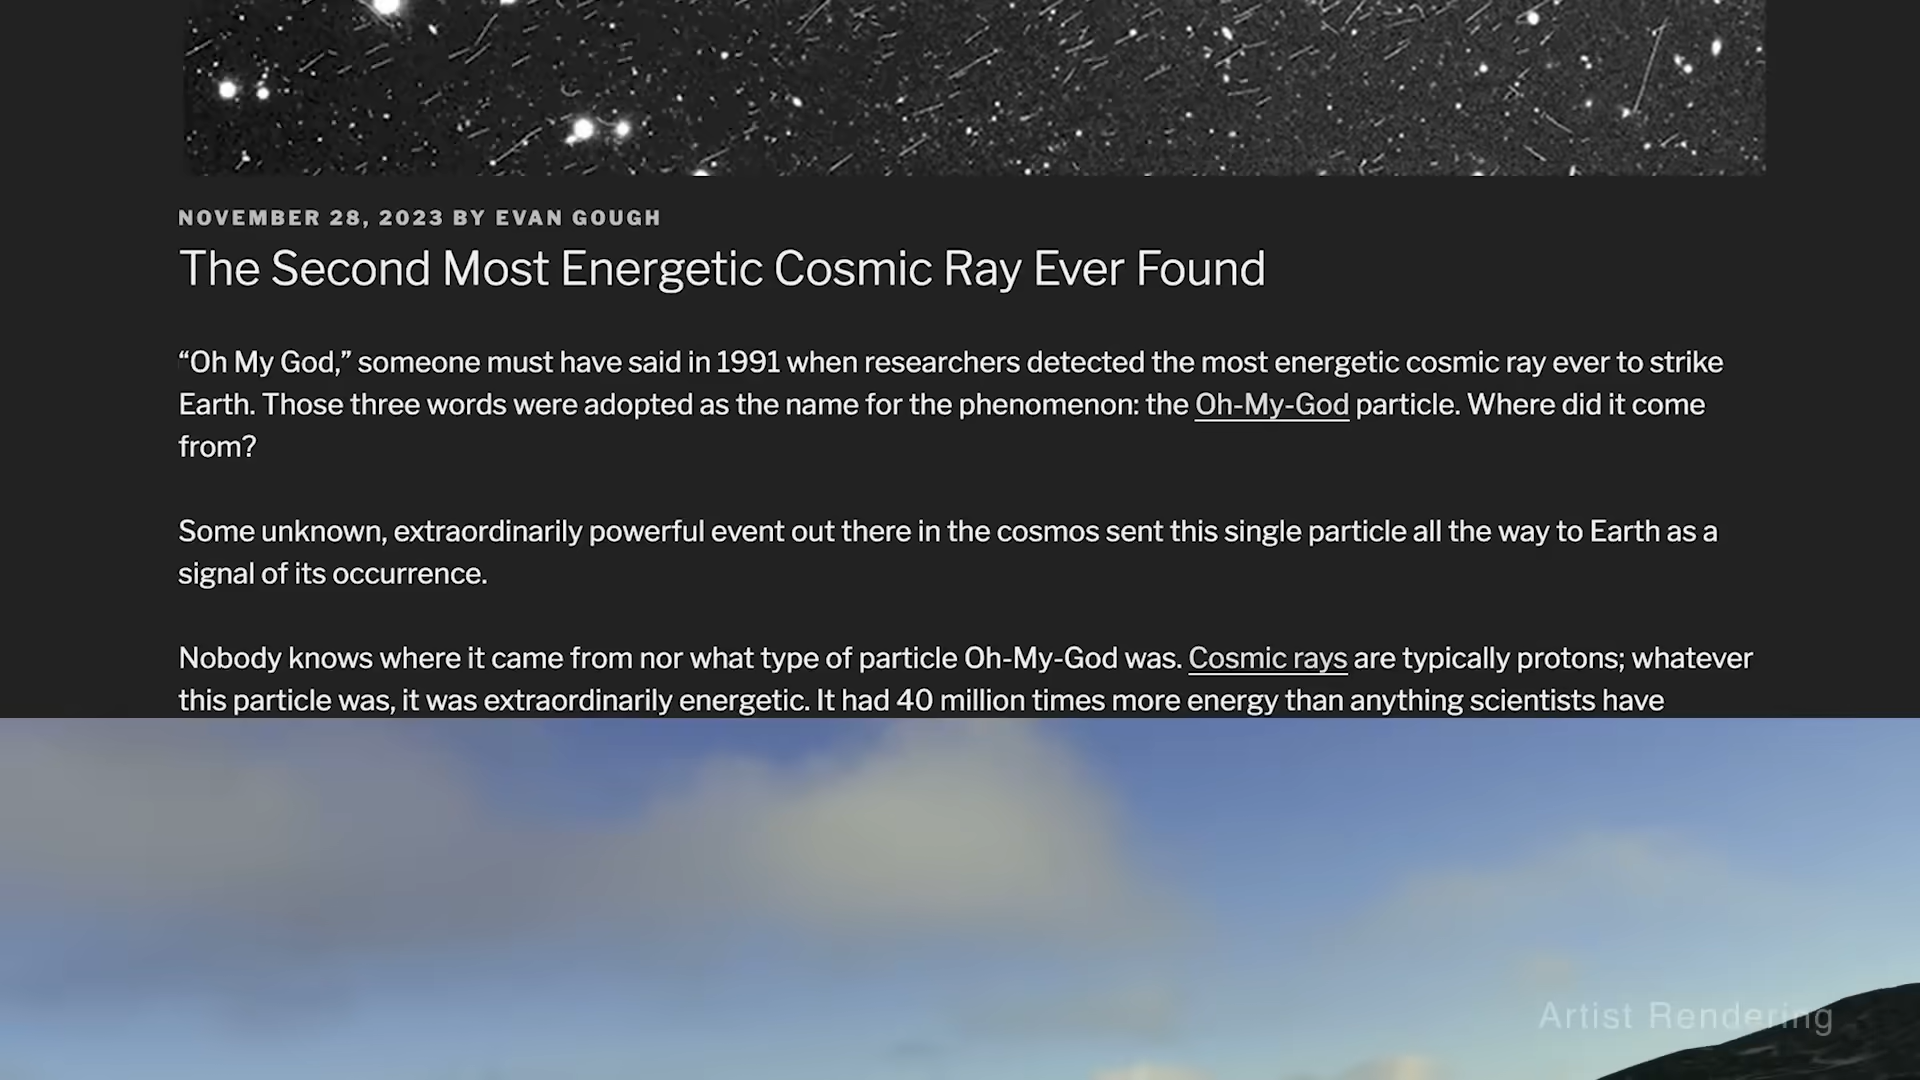 NOVEMBER 28, 2023 BY EVAN GOUGH
The Second Most Energetic Cosmic Ray Ever Found
“Oh My God,” someone must have said in 1991 when researchers detected the most energetic cosmic ray ever to strike
Earth. Those three words were adopted as the name for the phenomenon: the Oh-My-God particle. Where did it come
from?
Some unknown, extraordinarily powerful event out there in the cosmos sent this single particle all the way to Earth as a
signal of its occurrence.
Nobody knows where it came from nor what type of particle Oh-My-God was. Cosmic rays are typically protons; whatever
this particle was, it was extraordinarily energetic. It had 40 million times more energy than anything scientists have
Artist Rendering